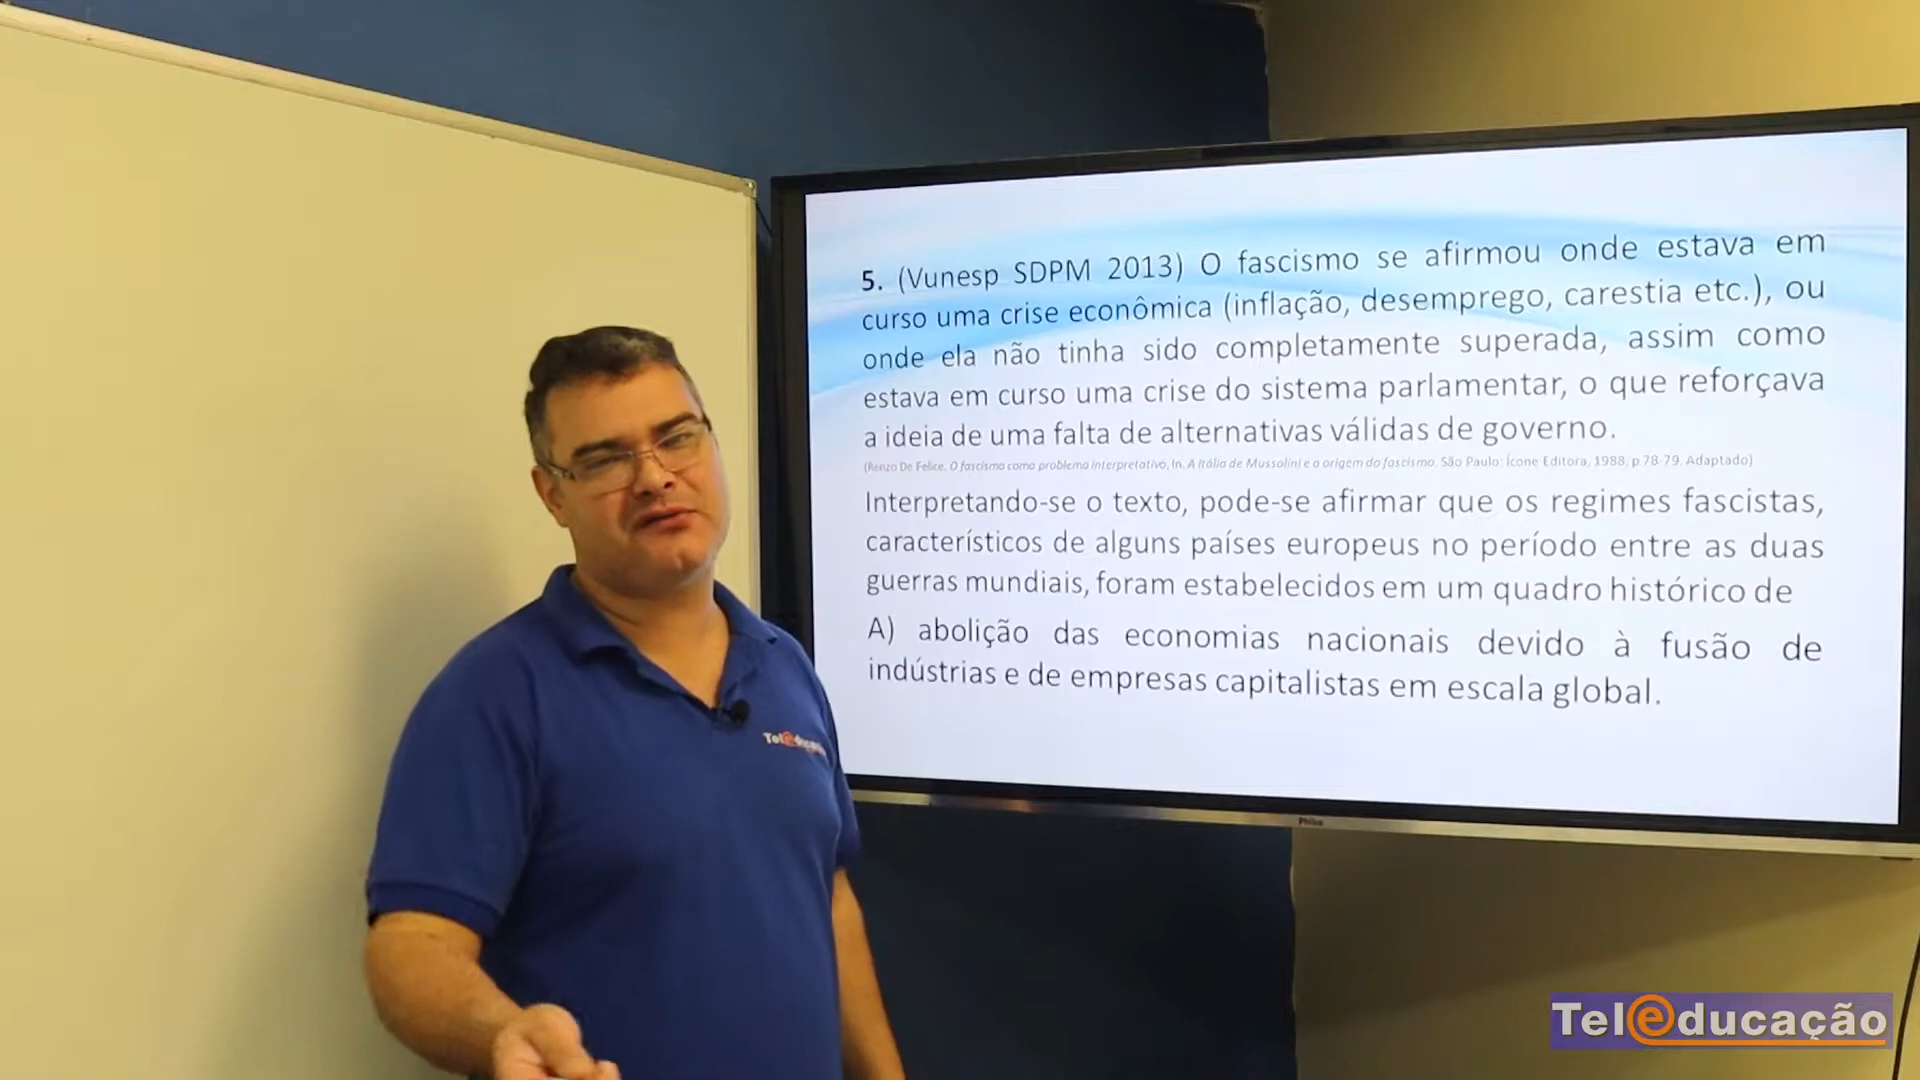 5. (Vunesp SDPM 2013) O fascismo se afirmou onde estava em
curso uma crise econômica (inflação, desemprego, carestia etc.), ou
onde ela não tinha sido completamente superada, assim como
estava em curso uma crise do sistema parlamentar, o que reforçava
a ideia de uma falta de alternativas válidas de governo.
(Renzo De Felice. O fascismo como problema interpretativo, In. A Itália de Mussolini e a origem do fascismo. São Paulo: Ícone Editora, 1988, p.78-79. Adaptado)
Interpretando-se o texto, pode-se afirmar que os regimes fascistas,
característicos de alguns países europeus no período entre as duas
guerras mundiais, foram estabelecidos em um quadro histórico de
A) abolição das economias nacionais devido à fusão de
indústrias e de empresas capitalistas em escala global.
Philco
Teleducação
Teleducação